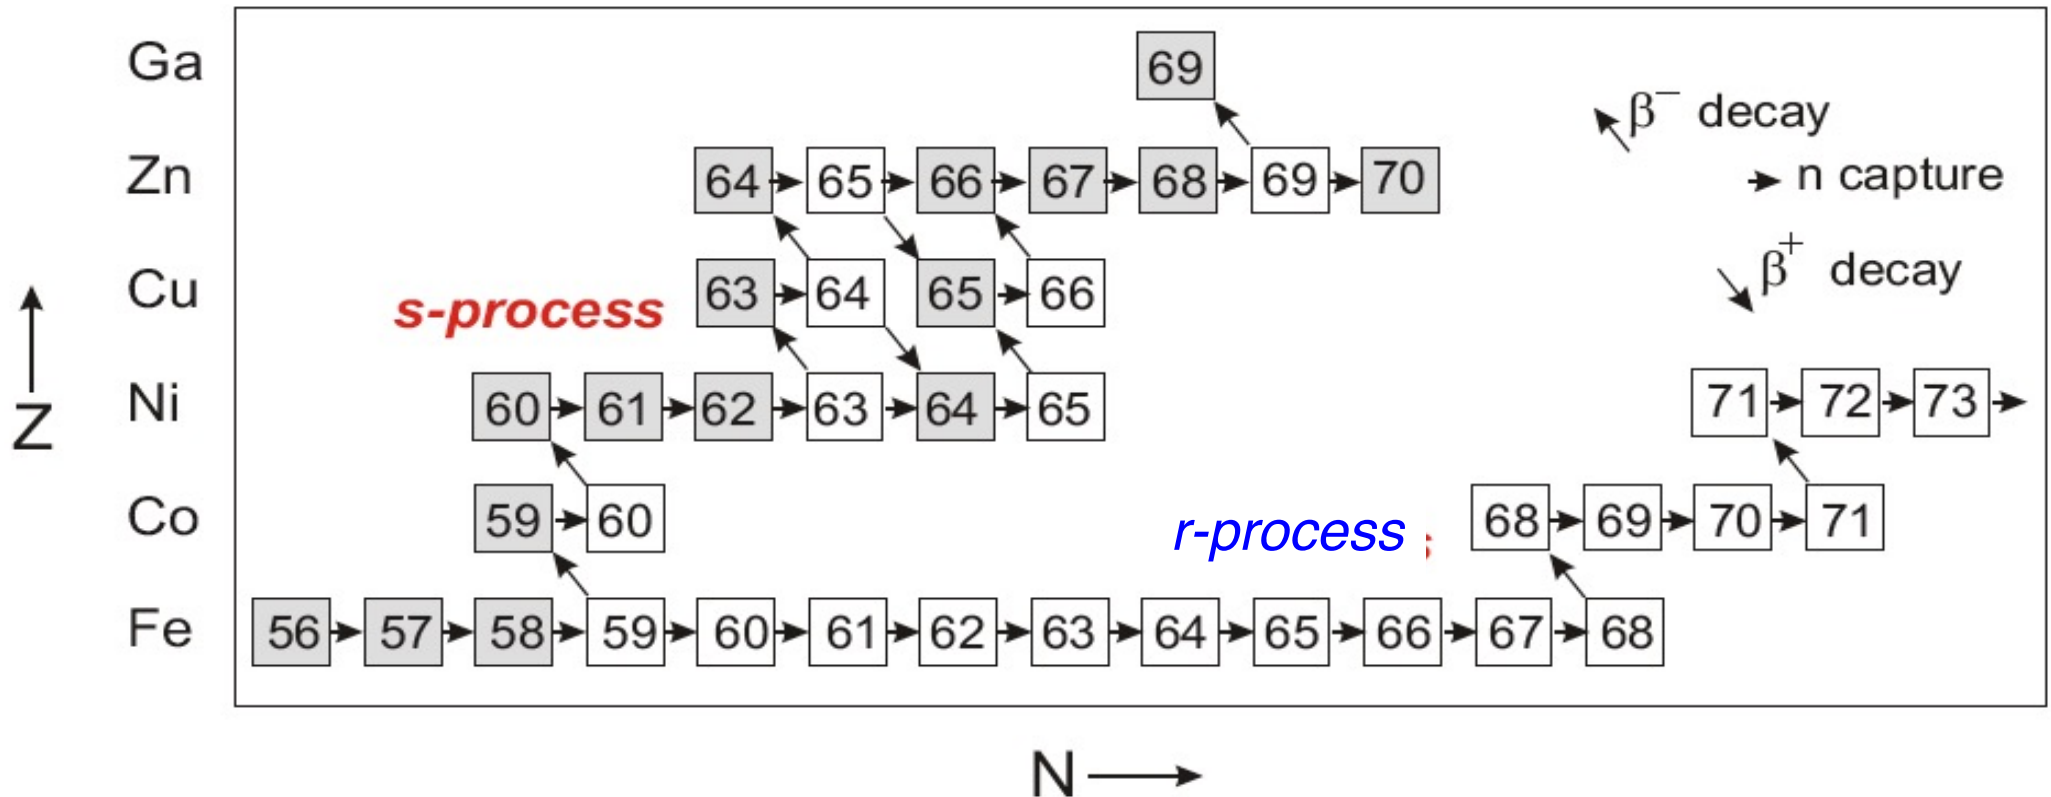 Ga 69
β⁻ decay
Zn 64 65 66 67 68 69 70
n capture
β⁺ decay
Cu 63 64 65 66
s-process
Ni 60 61 62 63 64 65 71 72 73
Z
Co 59 60 68 69 70 71
r-process s
Fe 56 57 58 59 60 61 62 63 64 65 66 67 68
N